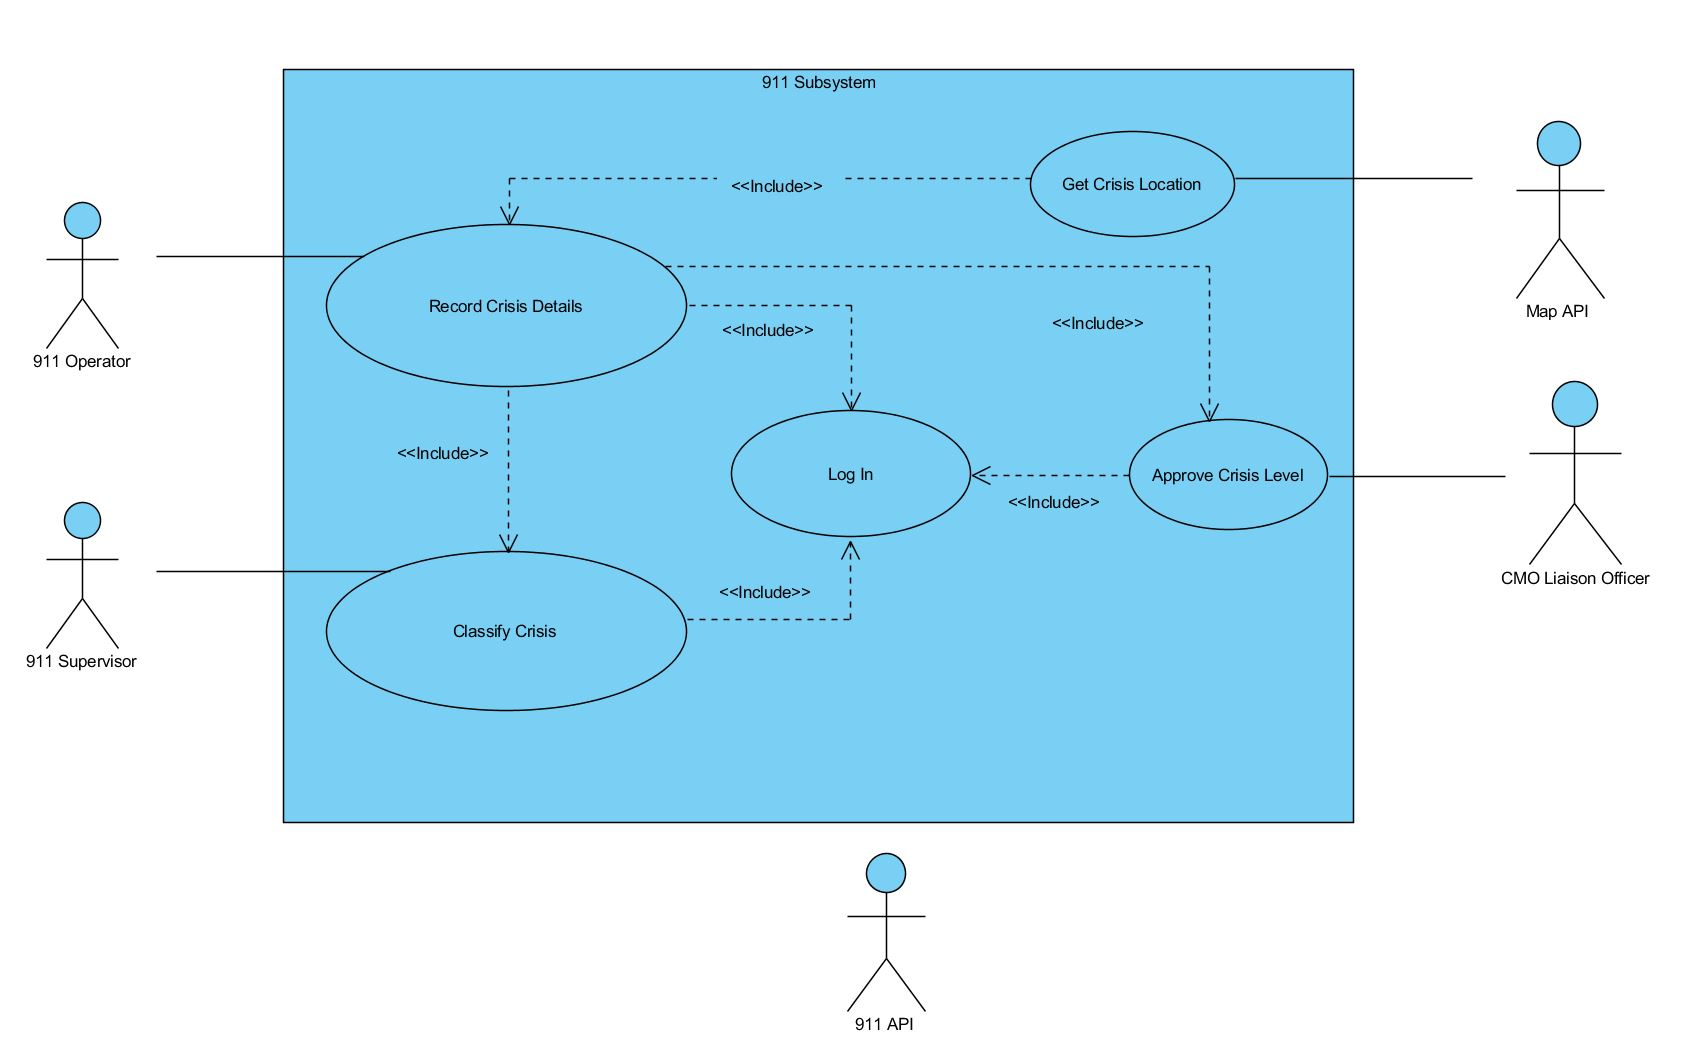 911 Subsystem
Get Crisis Location
<<Include>>
Record Crisis Details
Map API
<<Include>>
<<Include>>
911 Operator
<<Include>>
Log In
Approve Crisis Level
<<Include>>
CMO Liaison Officer
<<Include>>
Classify Crisis
911 Supervisor
911 API